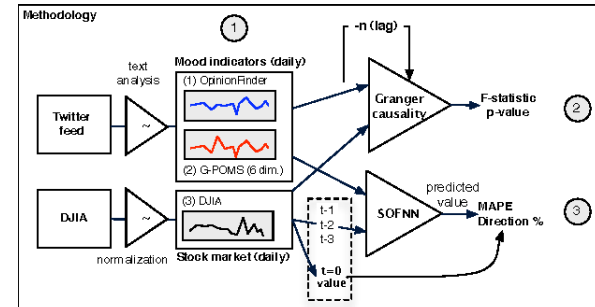 Methodology
1
-n (lag)
text
analysis
Mood indicators (daily)
(1) OpinionFinder
Twitter
feed
~
Granger
causality
F-statistic
p-value
2
(2) G-POMS (6 dim.)
DJIA
~
(3) DJIA
normalization
Stock market (daily)
t-1
t-2
t-3
t=0
value
SOFNN
predicted
value
MAPE
Direction %
3